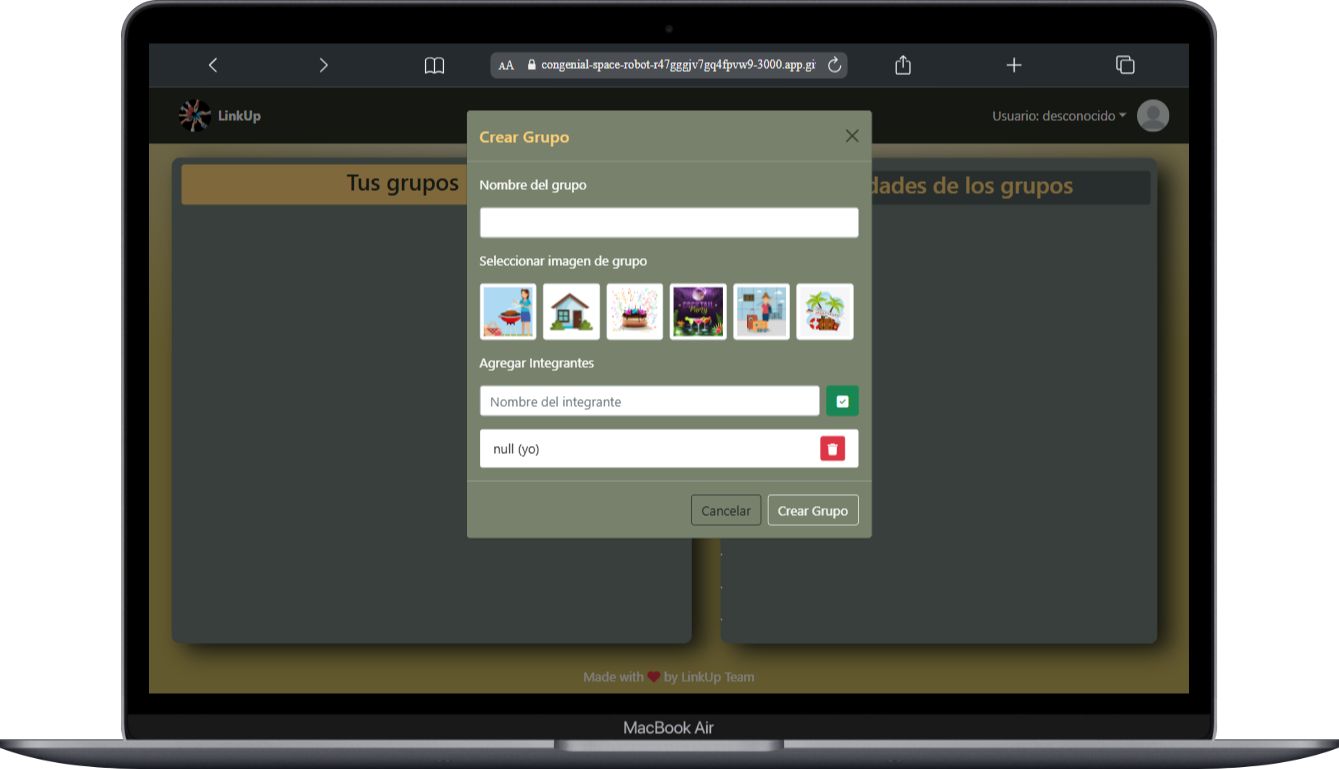 AA congenial-space-robot-r47gggjv7gq4fpvw9-3000.app.gi
LinkUp
Usuario: desconocido
Crear Grupo
Tus grupos
dades de los grupos
Nombre del grupo
Seleccionar imagen de grupo
COCKTAIL
Party
Agregar Integrantes
Nombre del integrante
null (yo)
Cancelar
Crear Grupo
Made with ❤ by LinkUp Team
MacBook Air